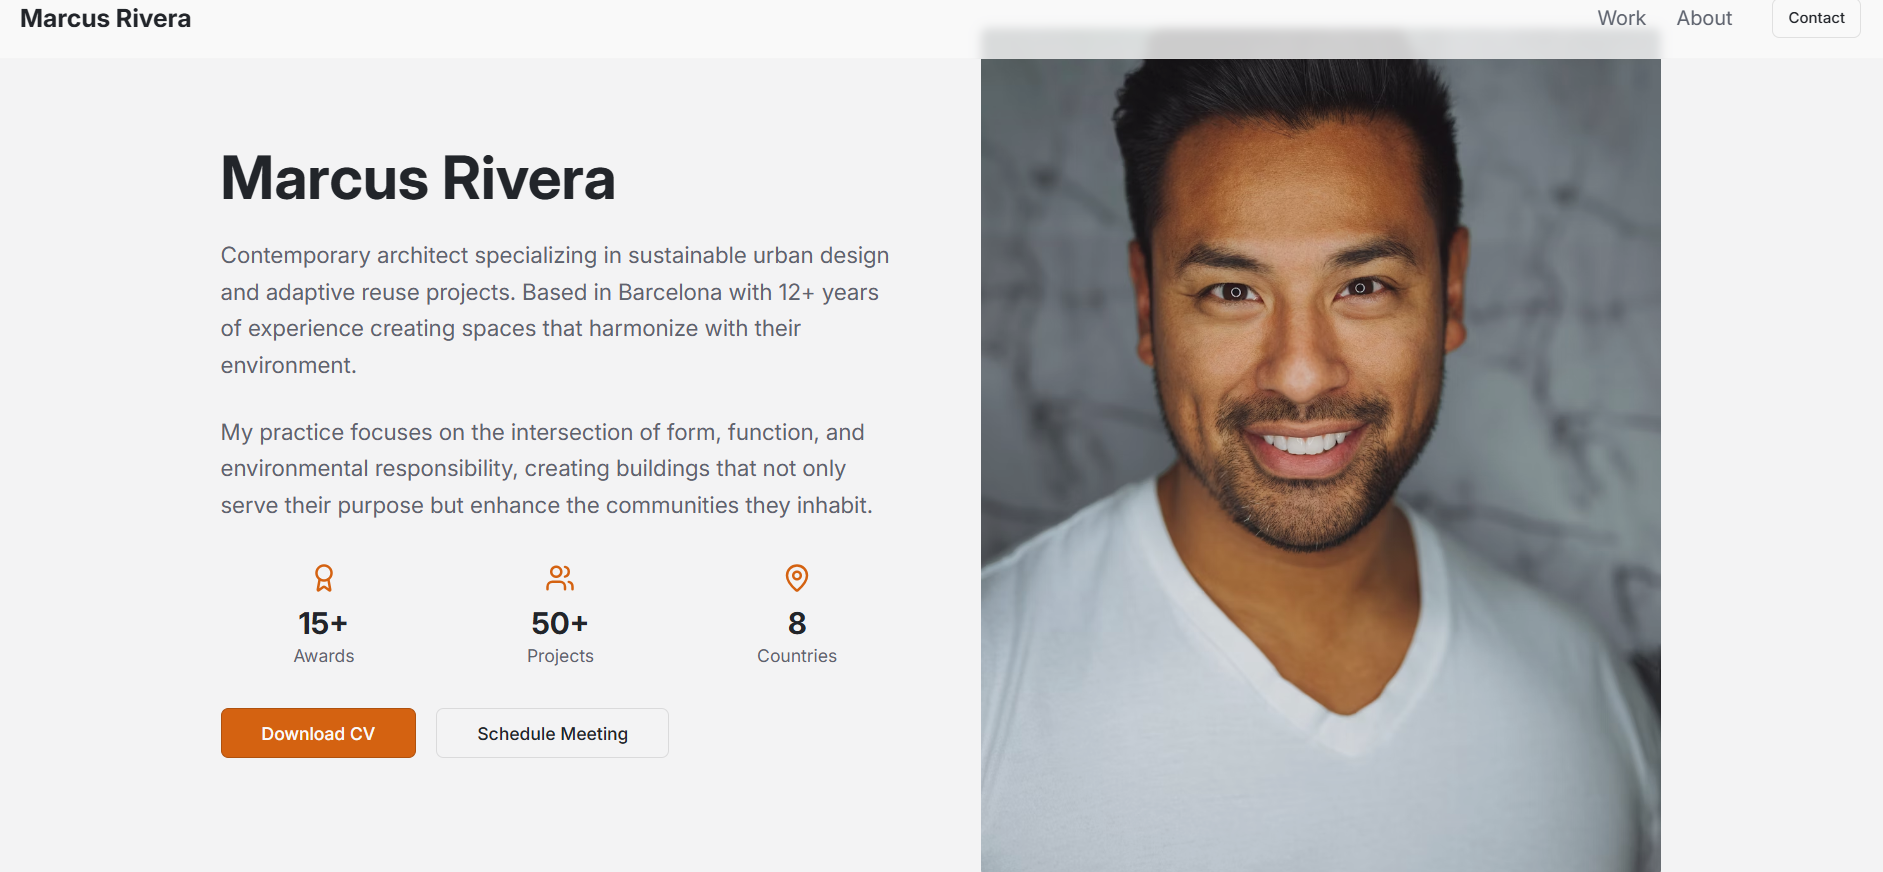 Marcus Rivera
Work
About
Contact
Marcus Rivera
Contemporary architect specializing in sustainable urban design
and adaptive reuse projects. Based in Barcelona with 12+ years
of experience creating spaces that harmonize with their
environment.
My practice focuses on the intersection of form, function, and
environmental responsibility, creating buildings that not only
serve their purpose but enhance the communities they inhabit.
15+
Awards
50+
Projects
8
Countries
Download CV
Schedule Meeting